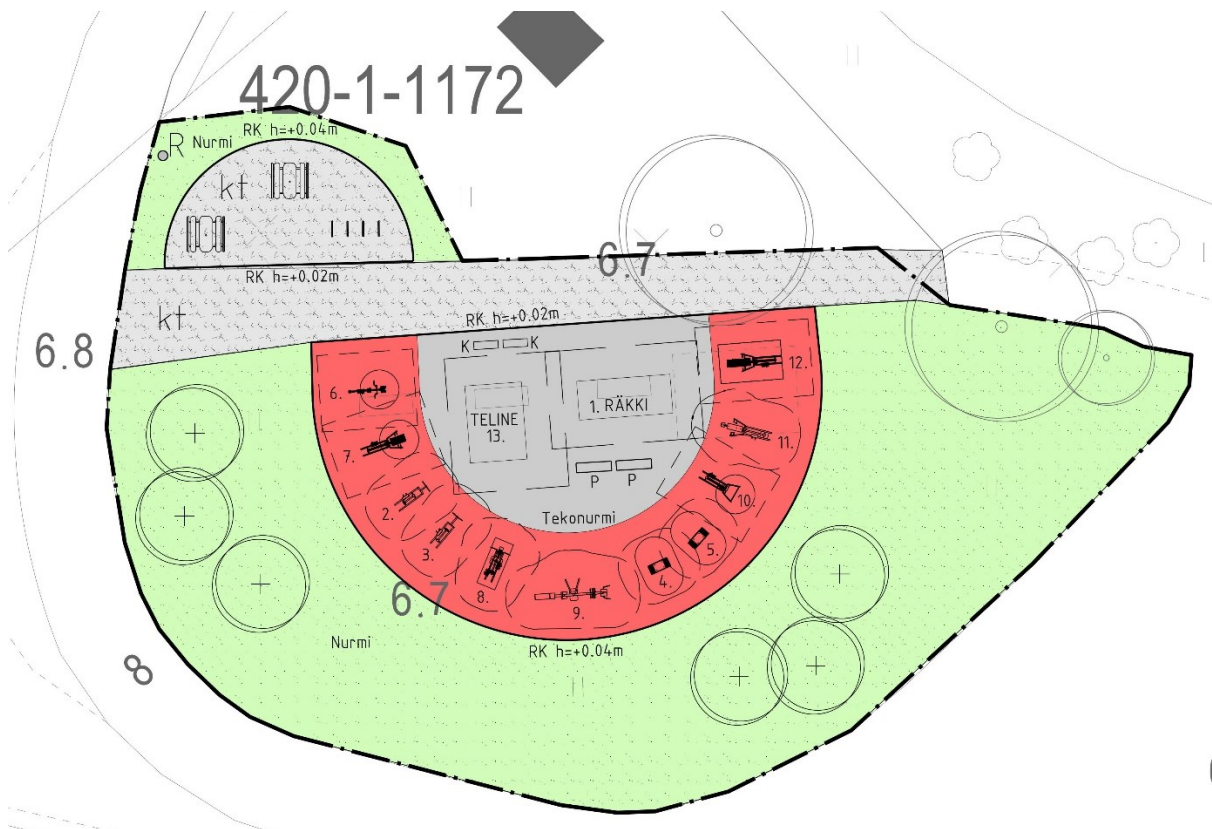 420-1-1172
RK h=+0.04m
R
Nurmi
kt
RK h=+0.02m
6.7
kt
RK h=+0.02m
6.8
K
K
6.
12.
TELINE
13.
1. RÄKKI
7.
11.
P
P
2.
10.
Tekonurmi
3.
5.
4.
8.
9.
6.7
Nurmi
RK h=+0.04m
8